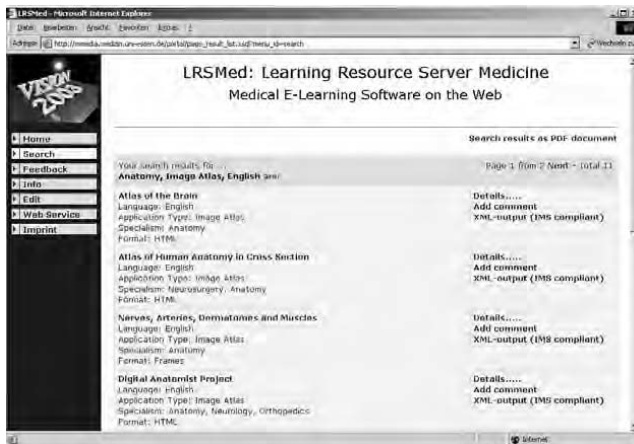 LRSMed - Microsoft Internet Explorer
Datei Bearbeiten Ansicht Favoriten Extras ?
Adresse
Wechseln zu
VISION 2003
LRSMed: Learning Resource Server Medicine
Medical E-Learning Software on the Web
Home
Search
Feedback
Info
Edit
Web Service
Imprint
Search results as PDF document
Your search results for ...
Page 1 from 2 Next - total 11
Anatomy, Image Atlas, English are:
Atlas of the Brain
Details.....
Language: English
Add comment
Application Type: Image Atlas
XML-output (IMS compliant)
Specialism: Anatomy
Format: HTML
Atlas of Human Anatomy in Cross Section
Details.....
Language: English
Add comment
Application Type: Image Atlas
XML-output (IMS compliant)
Specialism: Neurosurgery, Anatomy
Format: HTML
Nerves, Arteries, Dermatomes and Muscles
Details.....
Language: English
Add comment
Application Type: Image Atlas
XML-output (IMS compliant)
Specialism: Anatomy
Format: Frames
Digital Anatomist Project
Details.....
Language: English
Add comment
Application Type: Image Atlas
XML-output (IMS compliant)
Specialism: Anatomy, Neurology, Orthopedics
Format: HTML
Internet